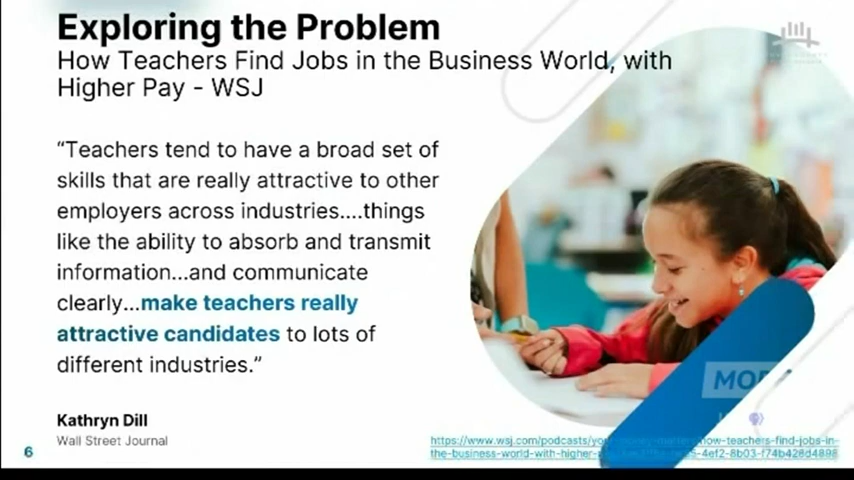 Exploring the Problem
How Teachers Find Jobs in the Business World, with
Higher Pay - WSJ
“Teachers tend to have a broad set of
skills that are really attractive to other
employers across industries....things
like the ability to absorb and transmit
information...and communicate
clearly...make teachers really
attractive candidates to lots of
different industries.”
Kathryn Dill
Wall Street Journal
6